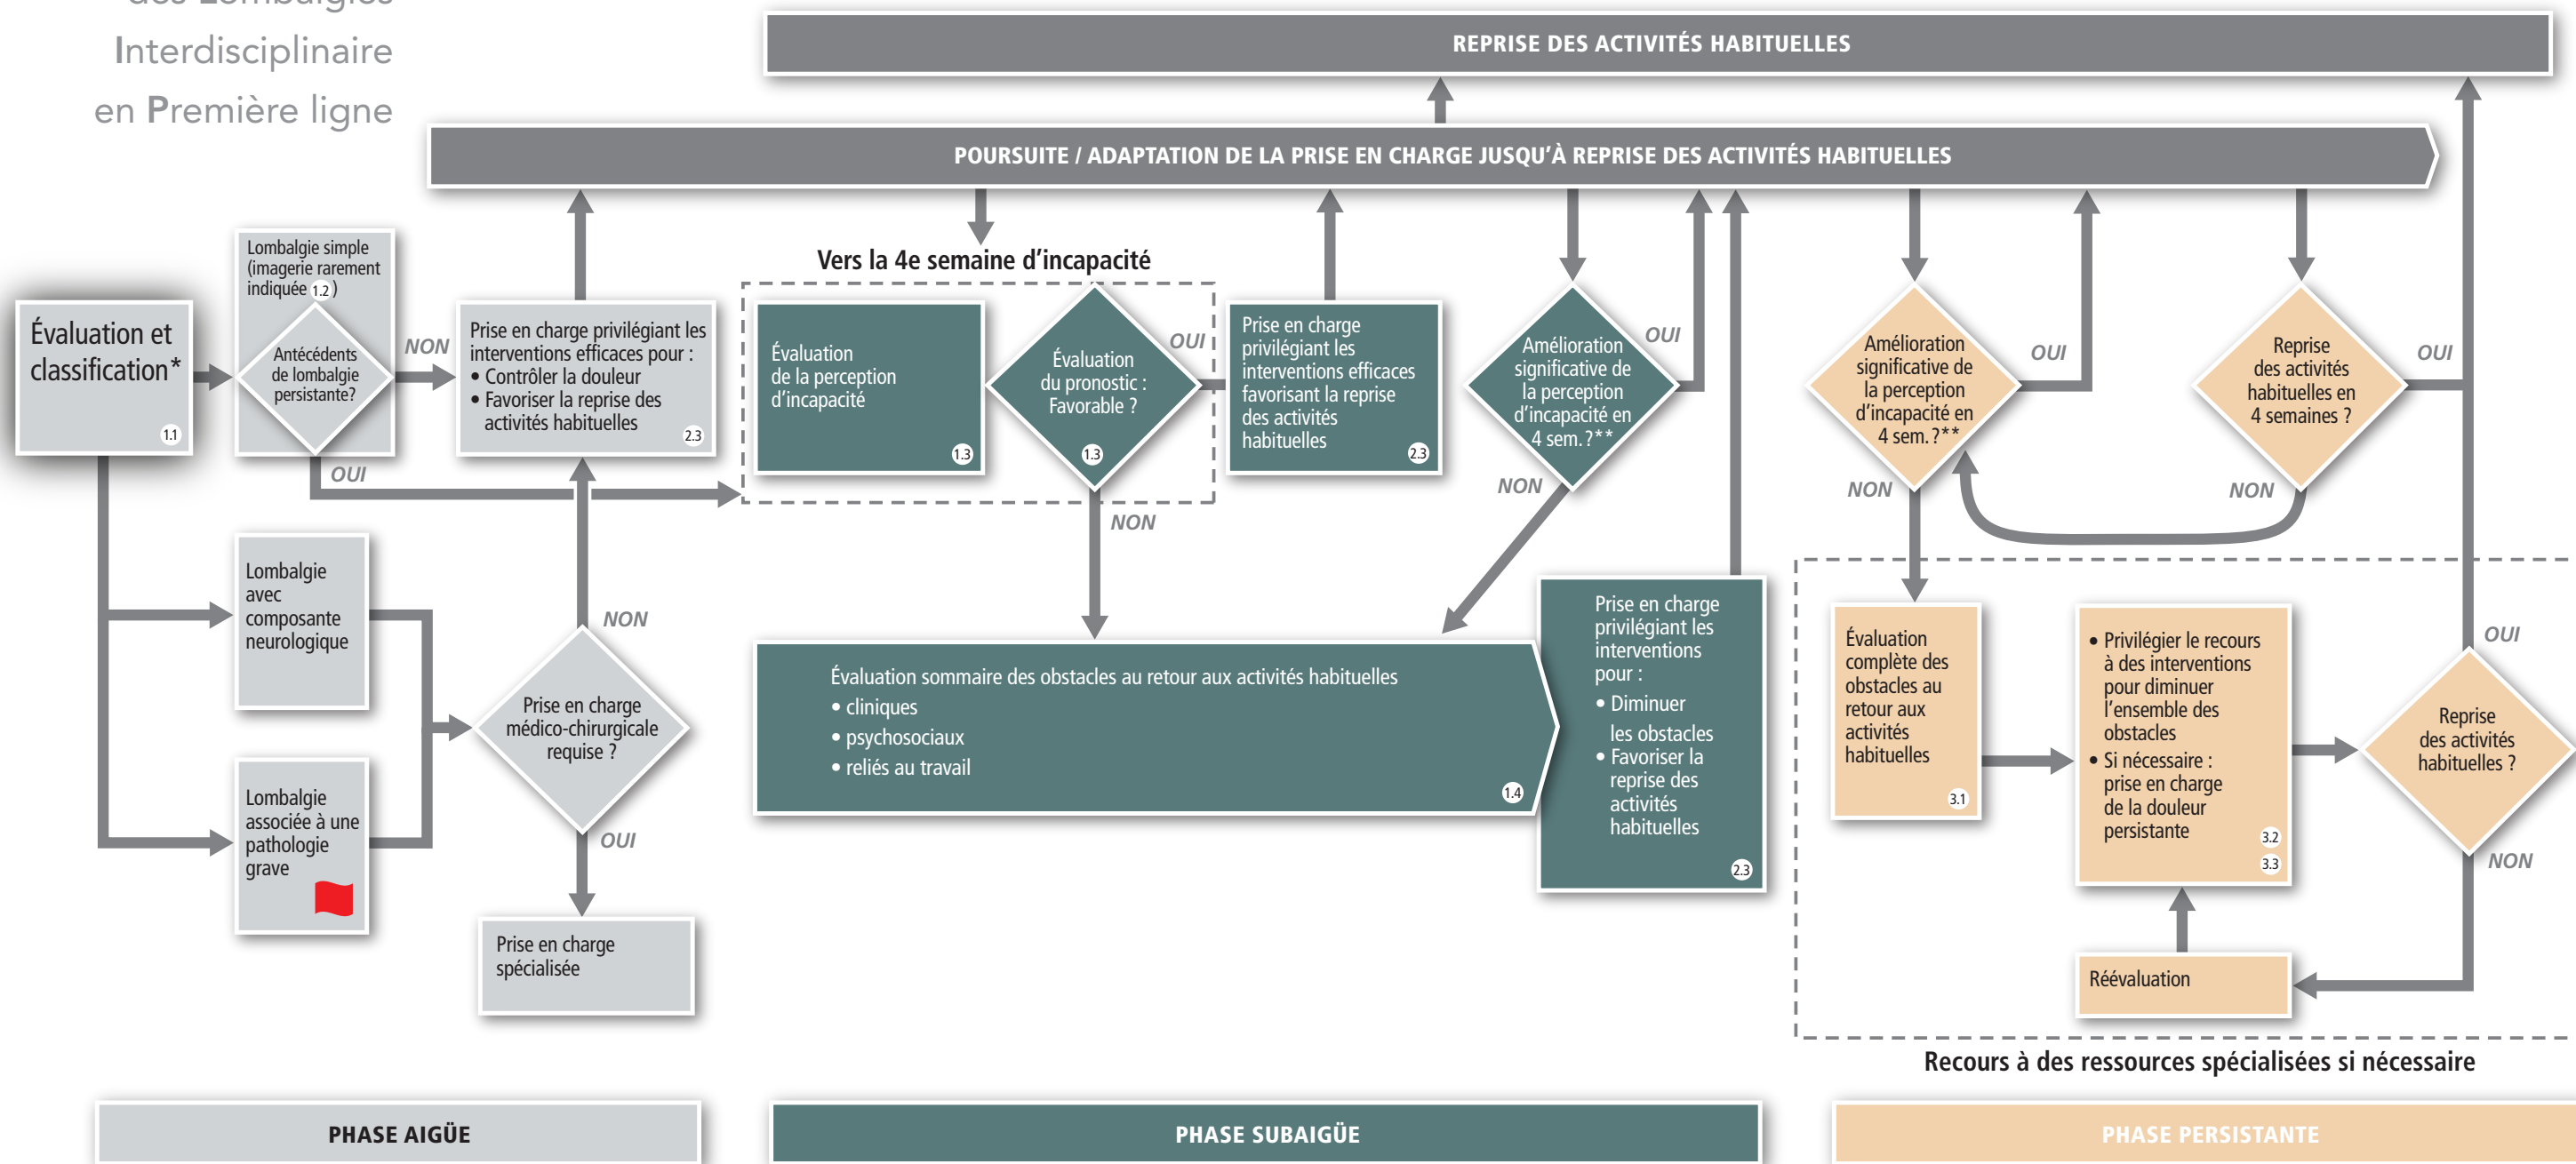 des Lombalgies
Interdisciplinaire
en Première ligne
REPRISE DES ACTIVITÉS HABITUELLES
POURSUITE / ADAPTATION DE LA PRISE EN CHARGE JUSQU'À REPRISE DES ACTIVITÉS HABITUELLES
Évaluation et
classification*
1.1
Lombalgie simple
(imagerie rarement
indiquée 1.2 )
Antécédents
de lombalgie
persistante?
NON
OUI
Prise en charge privilégiant les
interventions efficaces pour :
• Contrôler la douleur
• Favoriser la reprise des
activités habituelles
2.3
Lombalgie
avec
composante
neurologique
Lombalgie
associée à une
pathologie
grave
NON
Prise en charge
médico-chirurgicale
requise ?
OUI
Prise en charge
spécialisée
Vers la 4e semaine d'incapacité
Évaluation
de la perception
d'incapacité
1.3
Évaluation
du pronostic :
Favorable ?
1.3
OUI
NON
Prise en charge
privilégiant les
interventions efficaces
favorisant la reprise
des activités
habituelles
2.3
Amélioration
significative de
la perception
d'incapacité en
4 sem.?**
OUI
NON
Évaluation sommaire des obstacles au retour aux activités habituelles
• cliniques
• psychosociaux
• reliés au travail
1.4
Prise en charge
privilégiant les
interventions
pour :
• Diminuer
les obstacles
• Favoriser la
reprise des
activités
habituelles
2.3
Amélioration
significative de
la perception
d'incapacité en
4 sem.?**
OUI
NON
Reprise
des activités
habituelles en
4 semaines ?
OUI
NON
Évaluation
complète des
obstacles au
retour aux
activités
habituelles
3.1
• Privilégier le recours
à des interventions
pour diminuer
l'ensemble des
obstacles
• Si nécessaire :
prise en charge
de la douleur
persistante
3.2
3.3
OUI
Reprise
des activités
habituelles ?
NON
Réévaluation
Recours à des ressources spécialisées si nécessaire
PHASE AIGÜE
PHASE SUBAIGÜE
PHASE PERSISTANTE